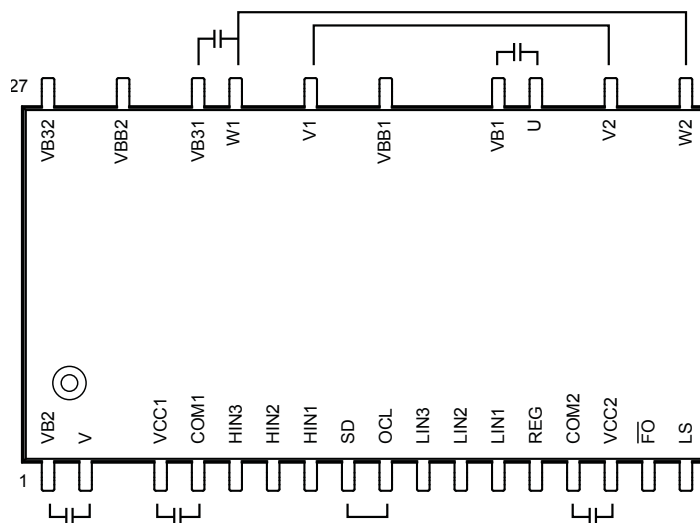 27
VB32
VBB2
VB31
W1
V1
VBB1
VB1
U
V2
W2
VB2
V
VCC1
COM1
HIN3
HIN2
HIN1
SD
OCL
LIN3
LIN2
LIN1
REG
COM2
VCC2
F̅O̅
LS
1